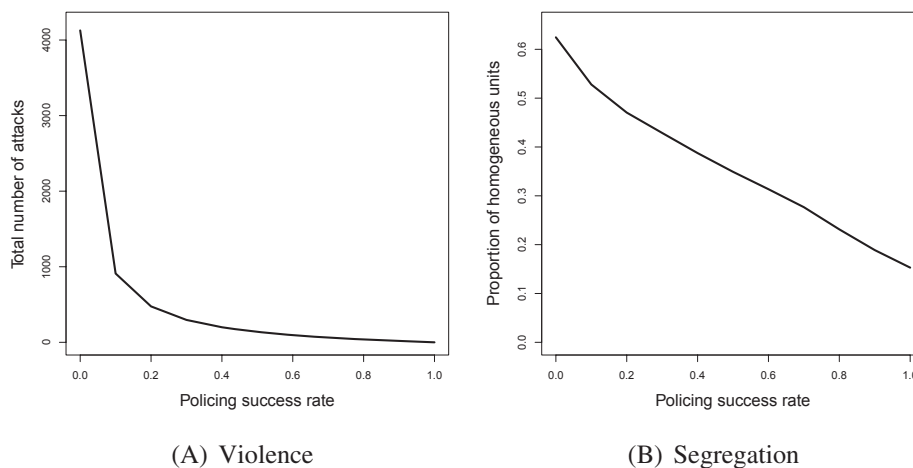 Total number of attacks
4000
3000
2000
1000
0
0.0 0.2 0.4 0.6 0.8 1.0
Policing success rate
(A) Violence
Proportion of homogeneous units
0.6
0.5
0.4
0.3
0.2
0.1
0.0
0.0 0.2 0.4 0.6 0.8 1.0
Policing success rate
(B) Segregation